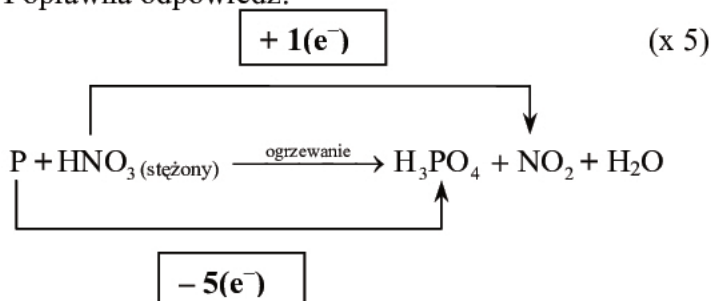 Poprawna odpowiedź:
+ 1(e⁻) (x 5)
P + HNO₃ (stężony) ogrzewanie → H₃PO₄ + NO₂ + H₂O
– 5(e⁻)